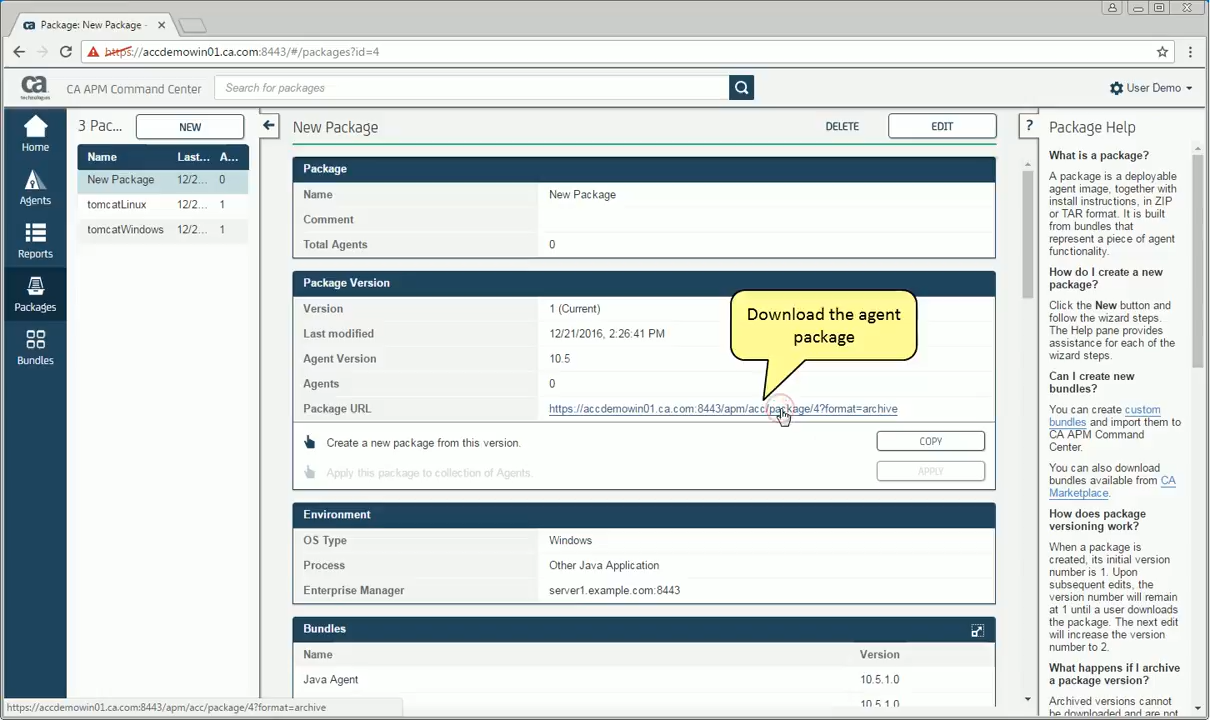 Package: New Package -
https://accdemowin01.ca.com:8443/#/packages?id=4
ca
technologies
CA APM Command Center
Search for packages
User Demo
Home
Agents
Reports
Packages
Bundles
3 Pac...
NEW
Name Last... A...
New Package 12/2... 0
tomcatLinux 12/2... 1
tomcatWindows 12/2... 1
New Package
DELETE
EDIT
Package
Name New Package
Comment
Total Agents 0
Package Version
Version 1 (Current)
Last modified 12/21/2016, 2:26:41 PM
Agent Version 10.5
Agents 0
Package URL https://accdemowin01.ca.com:8443/apm/acc/package/4?format=archive
Download the agent
package
Create a new package from this version.
COPY
Apply this package to collection of Agents.
APPLY
Environment
OS Type Windows
Process Other Java Application
Enterprise Manager server1.example.com:8443
Bundles
Name Version
Java Agent 10.5.1.0
10.5.1.0
?
Package Help
What is a package?
A package is a deployable
agent image, together with
install instructions, in ZIP
or TAR format. It is built
from bundles that
represent a piece of agent
functionality.
How do I create a new
package?
Click the New button and
follow the wizard steps.
The Help pane provides
assistance for each of the
wizard steps.
Can I create new
bundles?
You can create custom
bundles and import them to
CA APM Command
Center.
You can also download
bundles available from CA
Marketplace.
How does package
versioning work?
When a package is
created, its initial version
number is 1. Upon
subsequent edits, the
version number will remain
at 1 until a user downloads
the package. The next edit
will increase the version
number to 2.
What happens if I archive
a package version?
Archived versions cannot
be downloaded and are not
https://accdemowin01.ca.com:8443/apm/acc/package/4?format=archive